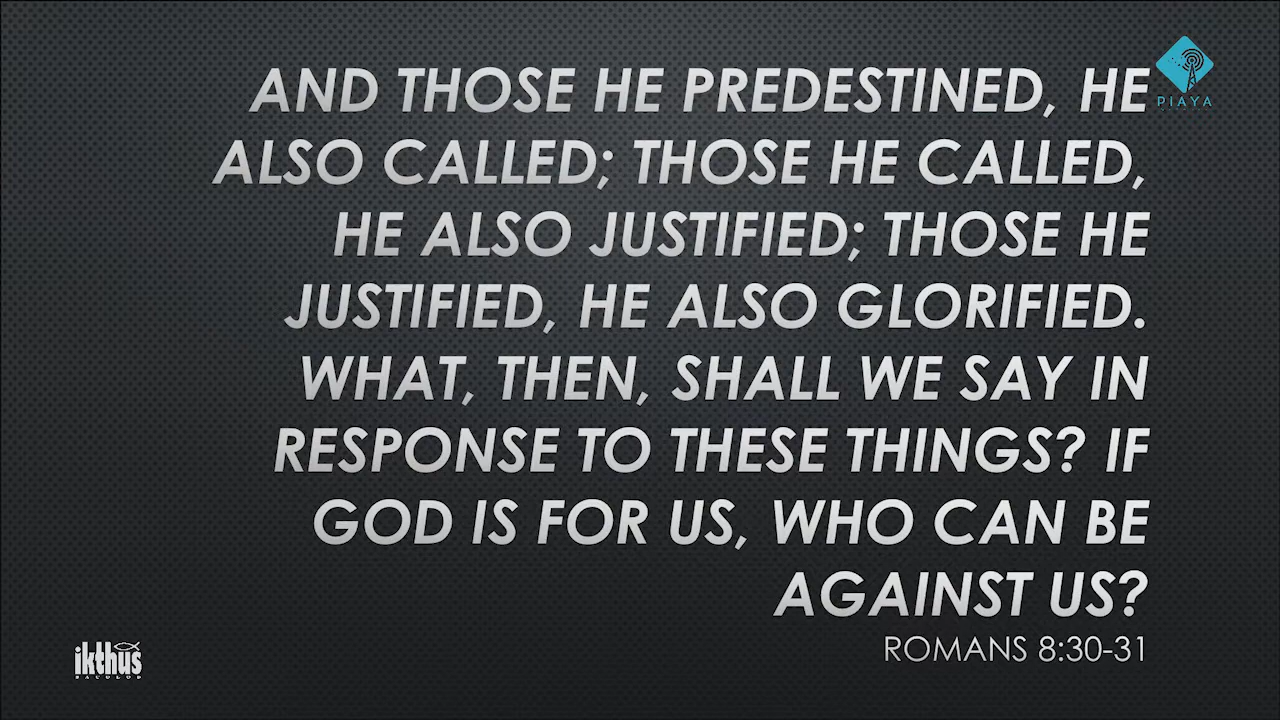 AND THOSE HE PREDESTINED, HE
ALSO CALLED; THOSE HE CALLED,
HE ALSO JUSTIFIED; THOSE HE
JUSTIFIED, HE ALSO GLORIFIED.
WHAT, THEN, SHALL WE SAY IN
RESPONSE TO THESE THINGS? IF
GOD IS FOR US, WHO CAN BE
AGAINST US?
ROMANS 8:30-31
PIAYA
ikthus
BACOLOD